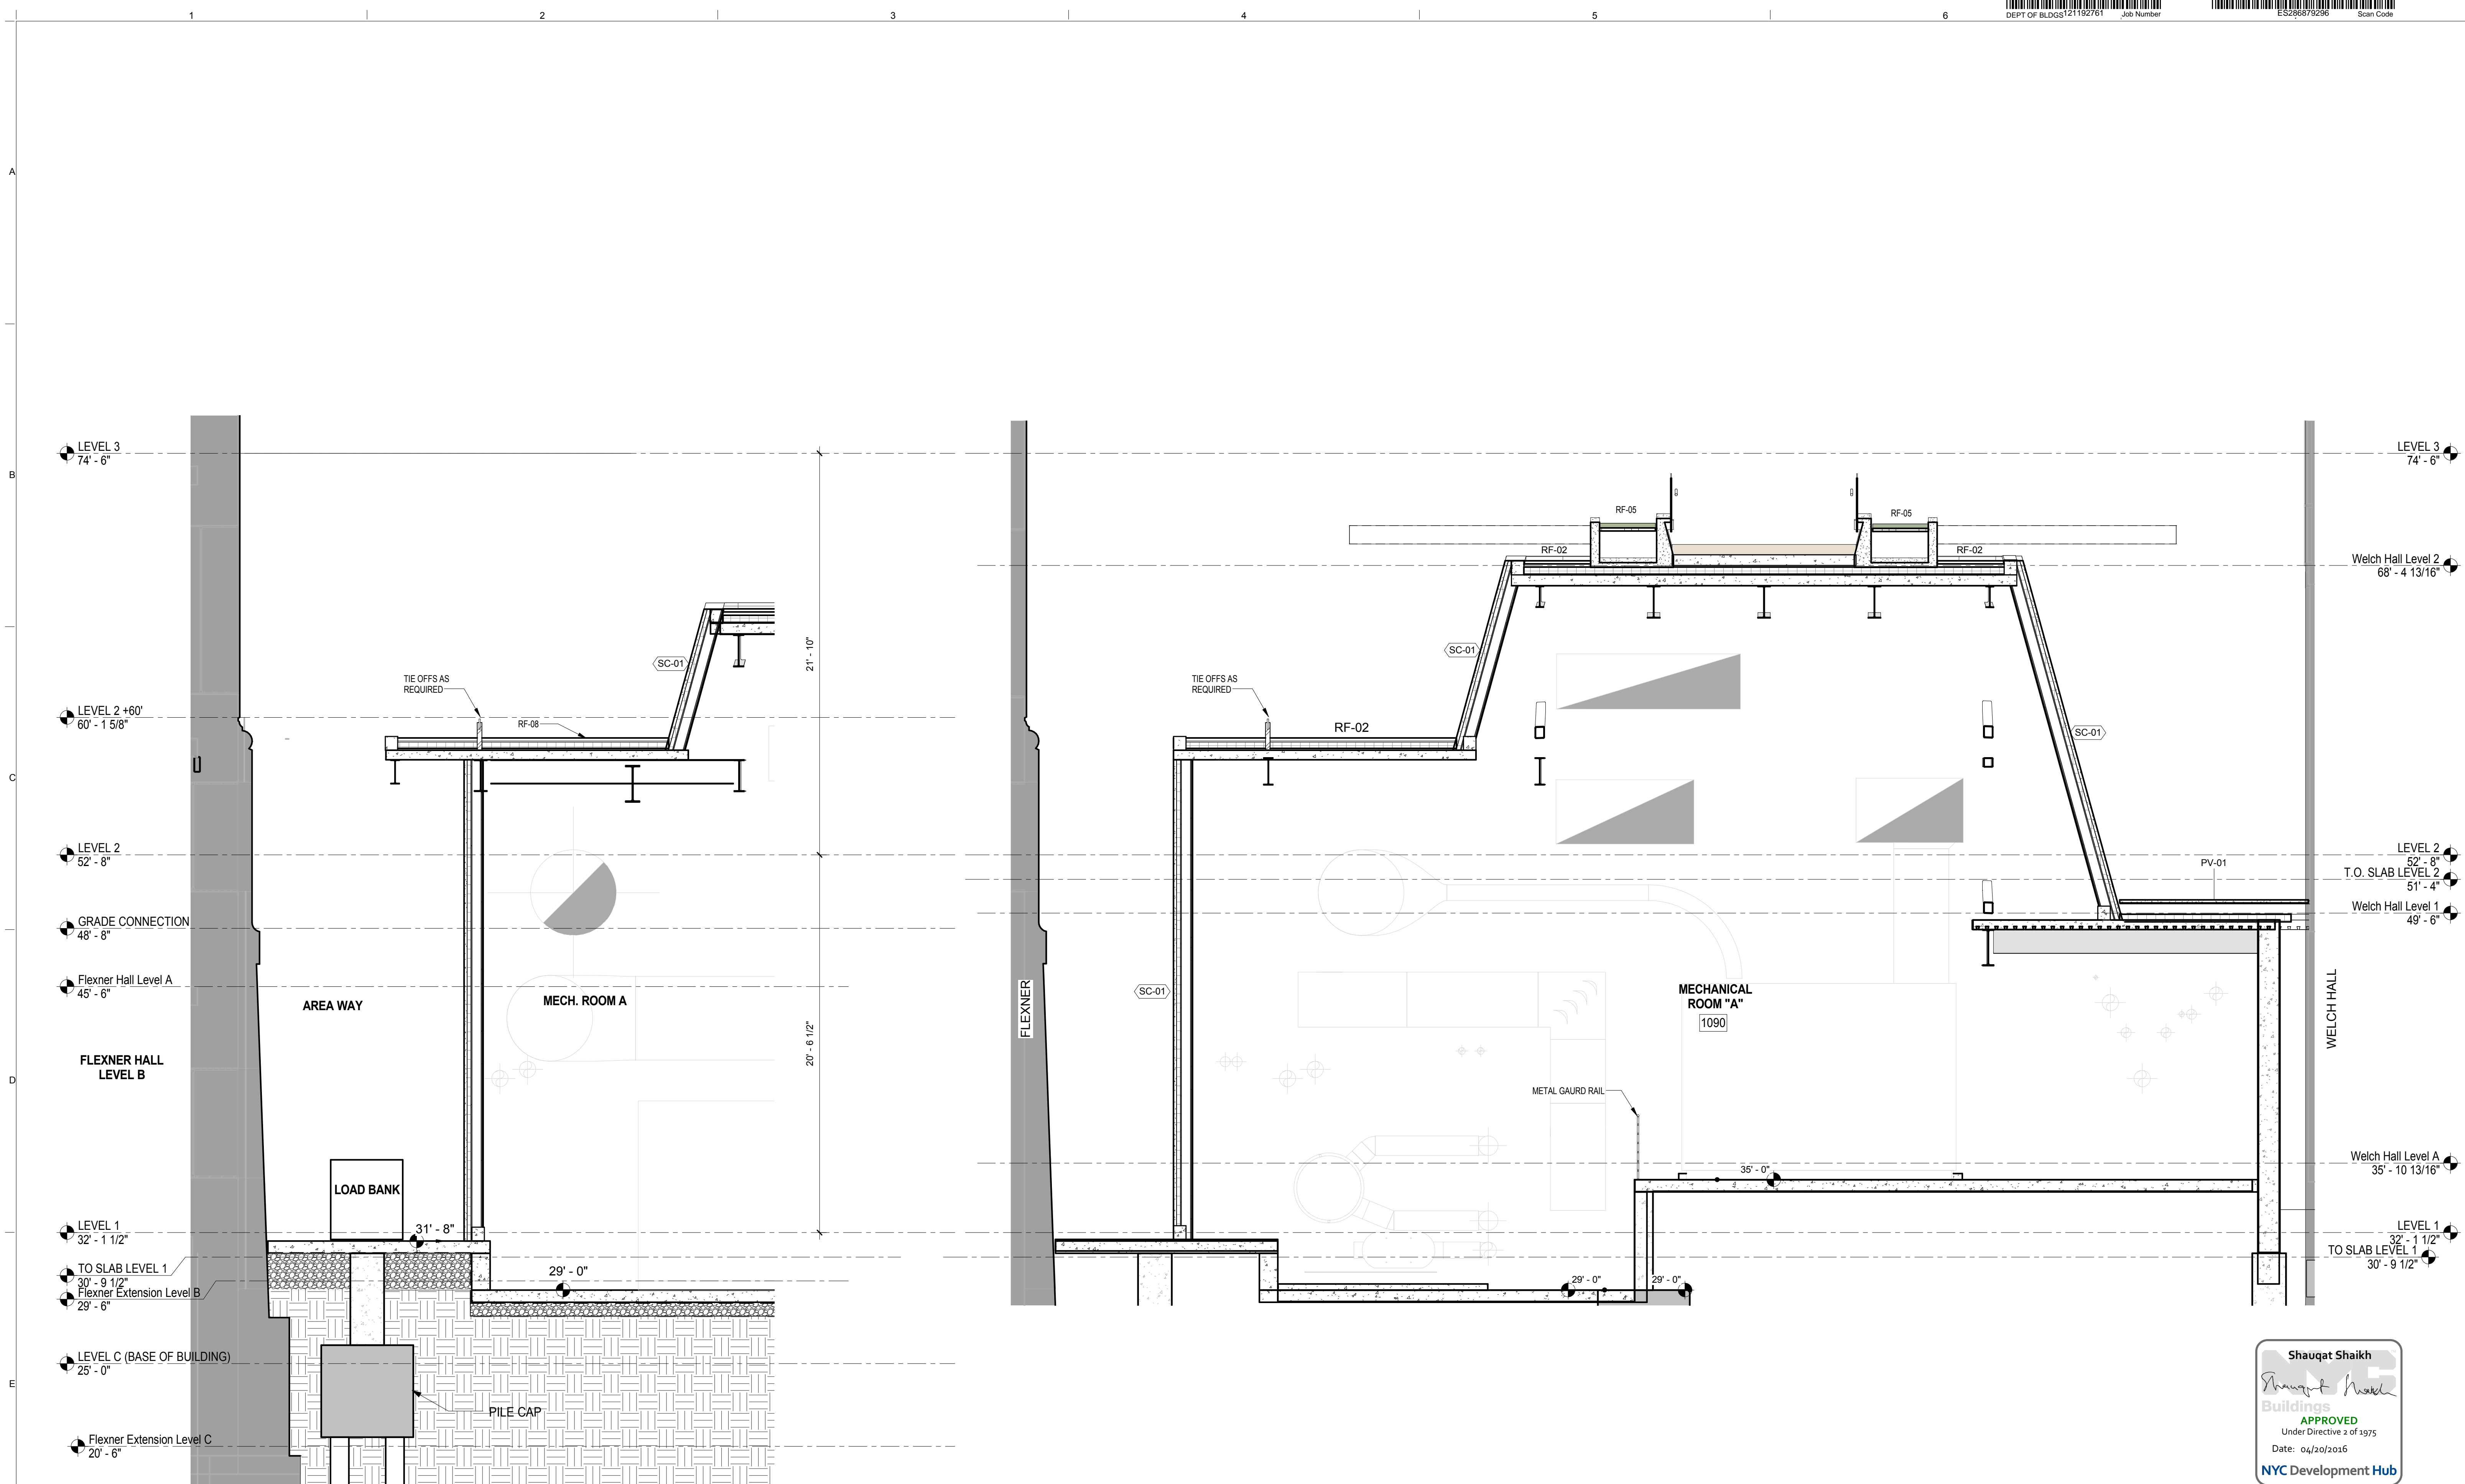 1
2
3
4
5
6
DEPT OF BLDGS121192761 Job Number
ES286879296 Scan Code
A
B
C
D
E
LEVEL 3
74' - 6"
LEVEL 2 +60'
60' - 1 5/8"
LEVEL 2
52' - 8"
GRADE CONNECTION
48' - 8"
Flexner Hall Level A
45' - 6"
FLEXNER HALL
LEVEL B
LEVEL 1
32' - 1 1/2"
TO SLAB LEVEL 1
30' - 9 1/2"
Flexner Extension Level B
29' - 6"
LEVEL C (BASE OF BUILDING)
25' - 0"
Flexner Extension Level C
20' - 6"
AREA WAY
LOAD BANK
31' - 8"
29' - 0"
PILE CAP
MECH. ROOM A
TIE OFFS AS
REQUIRED
RF-08
SC-01
21' - 10"
20' - 6 1/2"
FLEXNER
SC-01
TIE OFFS AS
REQUIRED
RF-02
SC-01
RF-02
RF-05
RF-05
RF-02
SC-01
PV-01
MECHANICAL
ROOM "A"
1090
METAL GAURD RAIL
35' - 0"
29' - 0"
29' - 0"
WELCH HALL
LEVEL 3
74' - 6"
Welch Hall Level 2
68' - 4 13/16"
LEVEL 2
52' - 8"
T.O. SLAB LEVEL 2
51' - 4"
Welch Hall Level 1
49' - 6"
Welch Hall Level A
35' - 10 13/16"
LEVEL 1
32' - 1 1/2"
TO SLAB LEVEL 1
30' - 9 1/2"
NYC
Shauqat Shaikh
Shauqat Shaikh
Buildings
APPROVED
Under Directive 2 of 1975
Date: 04/20/2016
NYC Development Hub